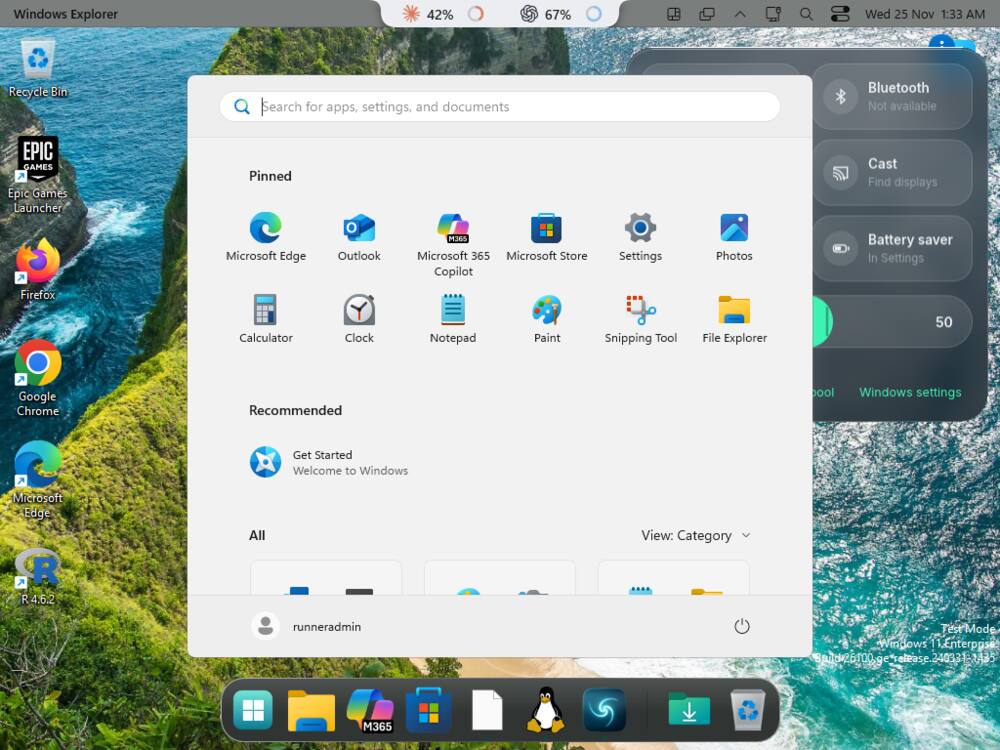 Windows Explorer
42%
67%
Wed 25 Nov 1:33 AM
Recycle Bin
EPIC
GAMES
Epic Games
Launcher
Firefox
Google
Chrome
Microsoft
Edge
R 4.6.2
Search for apps, settings, and documents
Pinned
Microsoft Edge
Outlook
M365
Microsoft 365
Copilot
Microsoft Store
Settings
Photos
Calculator
Clock
Notepad
Paint
Snipping Tool
File Explorer
Recommended
Get Started
Welcome to Windows
All
View: Category
runneradmin
Bluetooth
Not available
Cast
Find displays
Battery saver
In Settings
50
Windows settings
Test Mode
Windows 11 Enterprise
M365